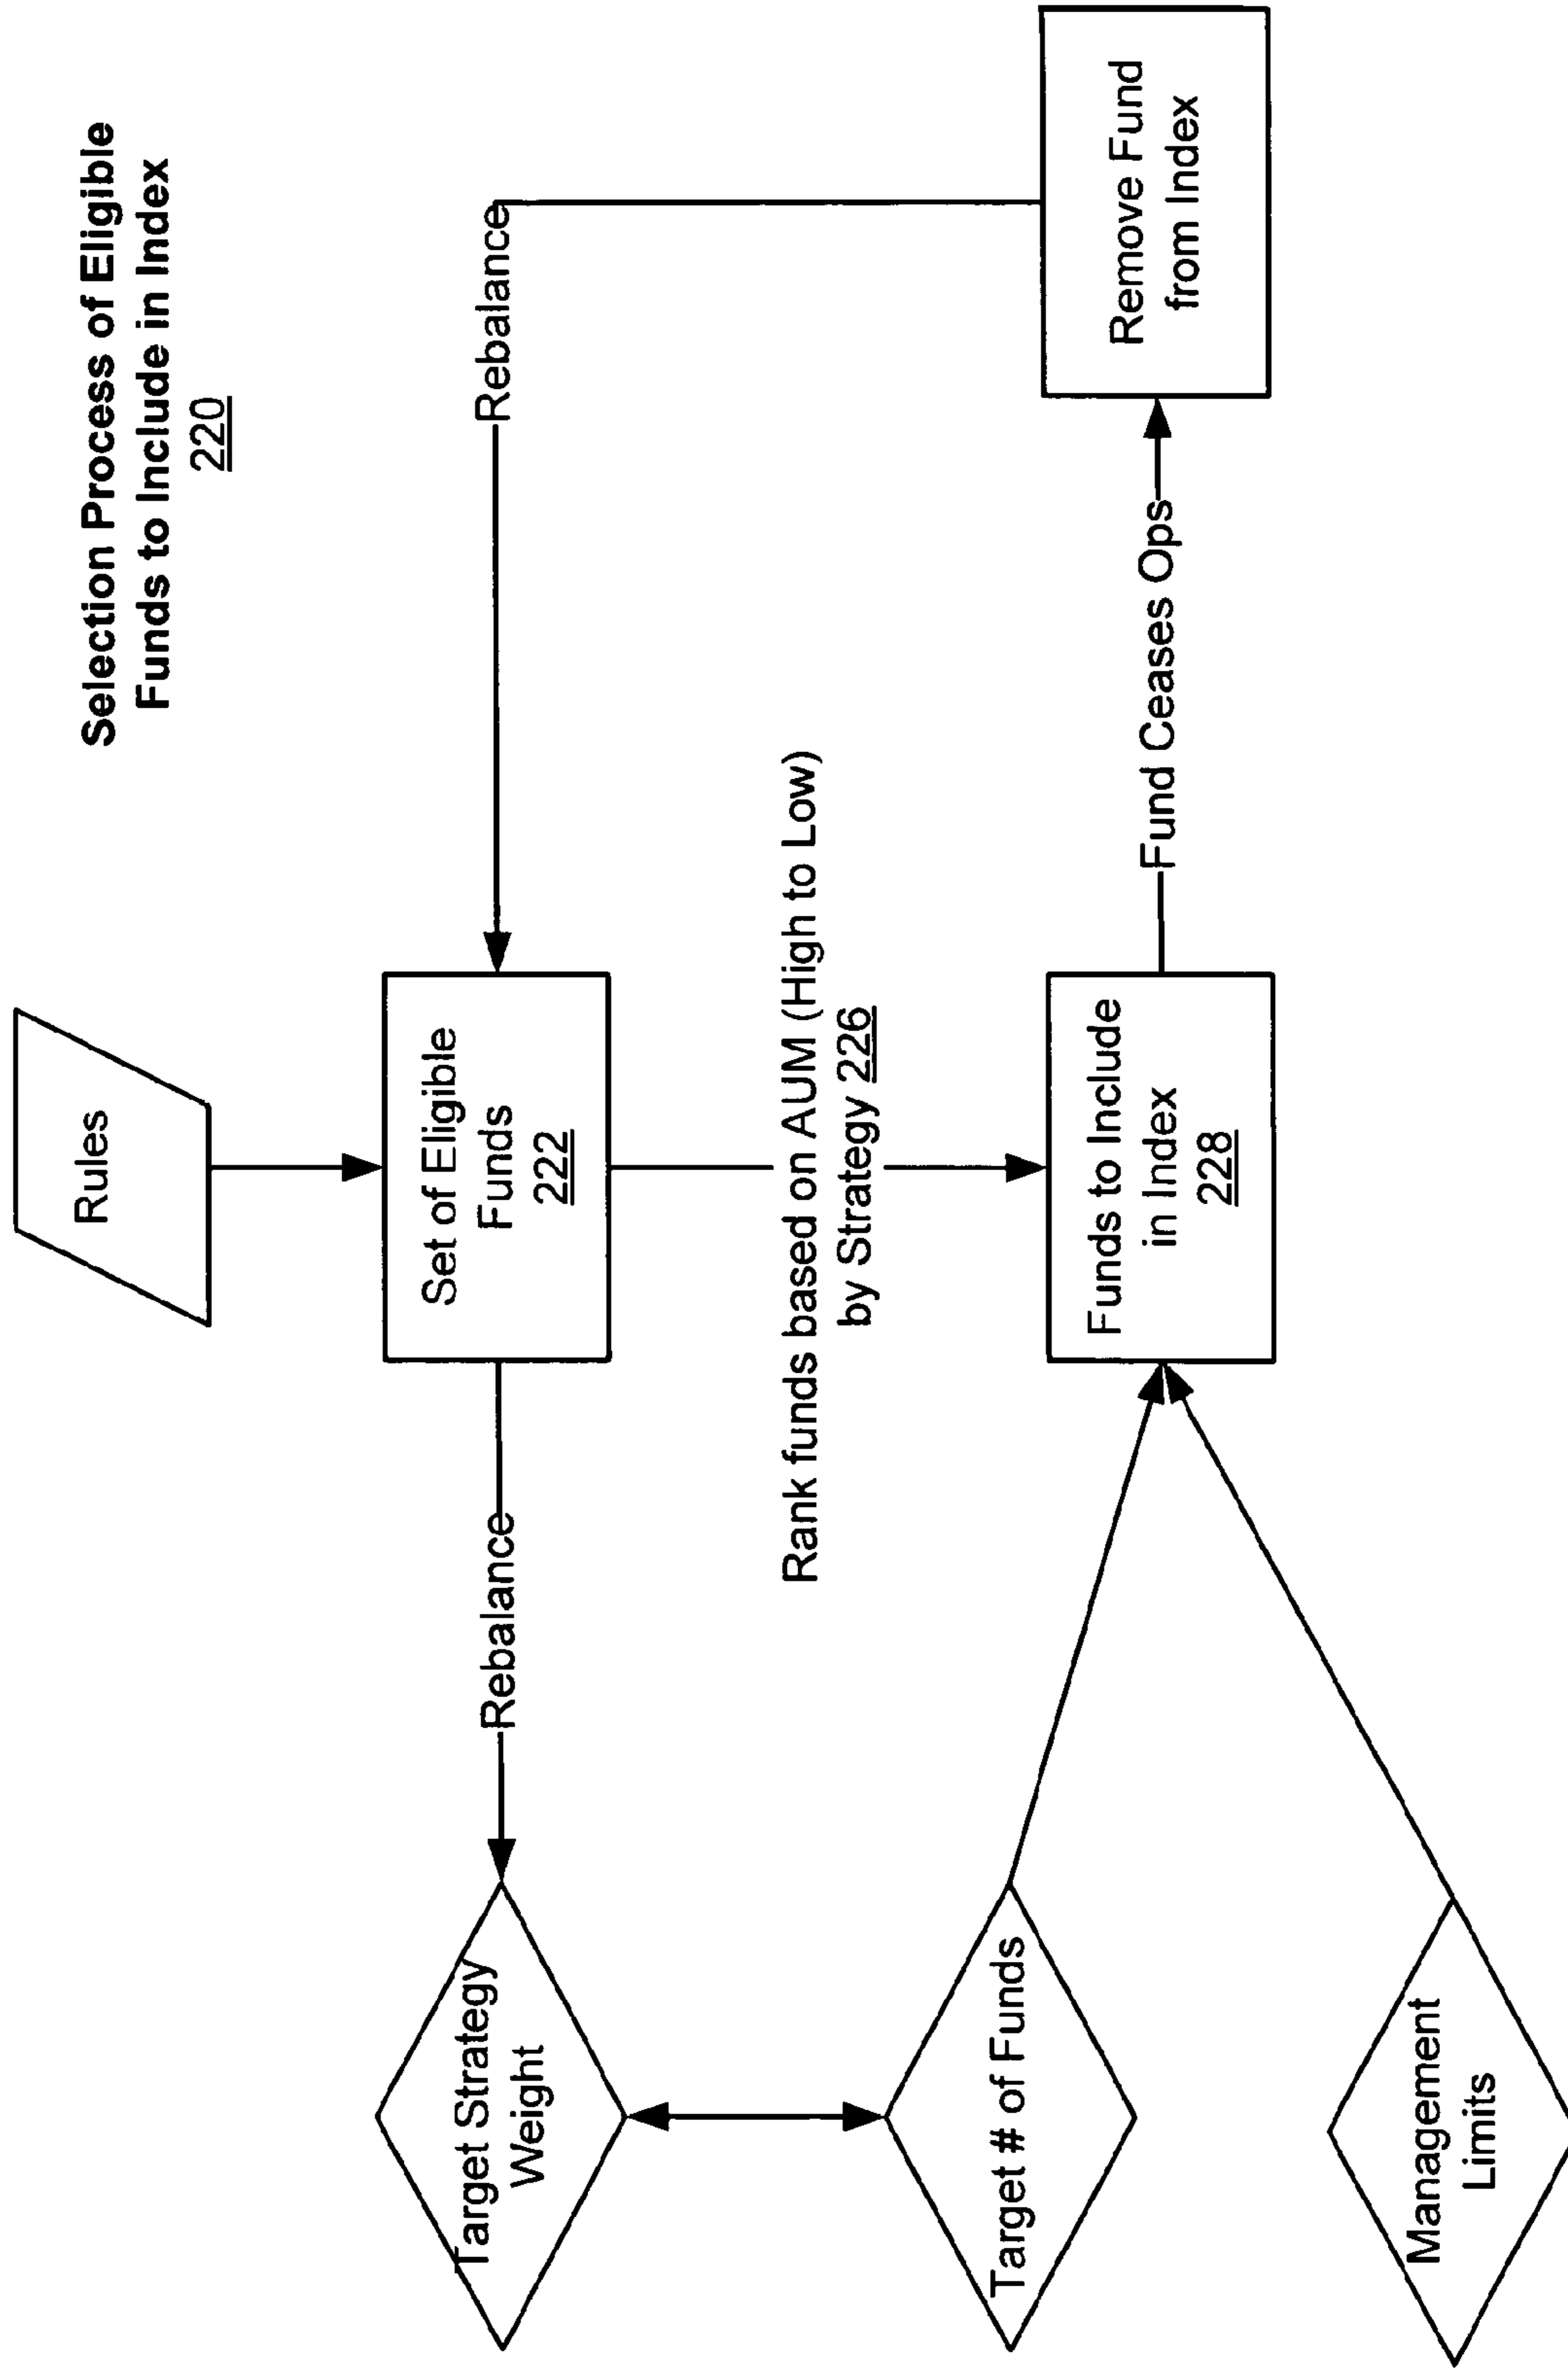 Selection Process of Eligible
Funds to Include in Index
220
Rules
Rebalance
Set of Eligible
Funds
222
Rebalance
Target Strategy
Weight
Rank funds based on AUM (High to Low)
by Strategy 226
Target # of Funds
Funds to Include
in Index
228
Fund Ceases Ops
Remove Fund
from Index
Management
Limits